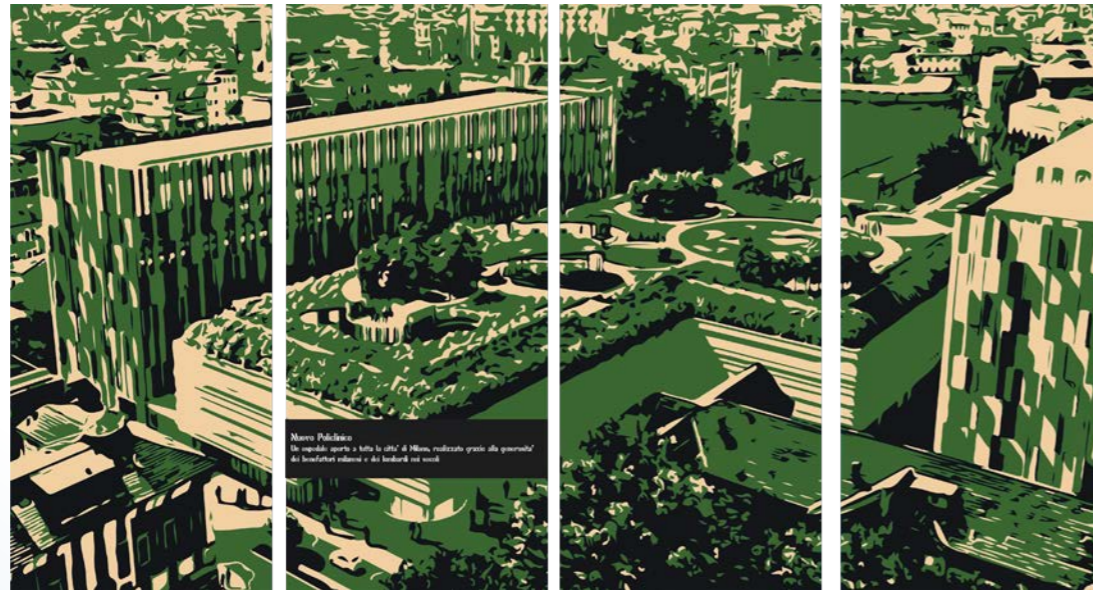 Nuovo Policlinico
Un ospedale aperto a tutta la citta' di Milano, realizzato grazie alla generosita'
dei benefattori milanesi e dei lombardi nei secoli